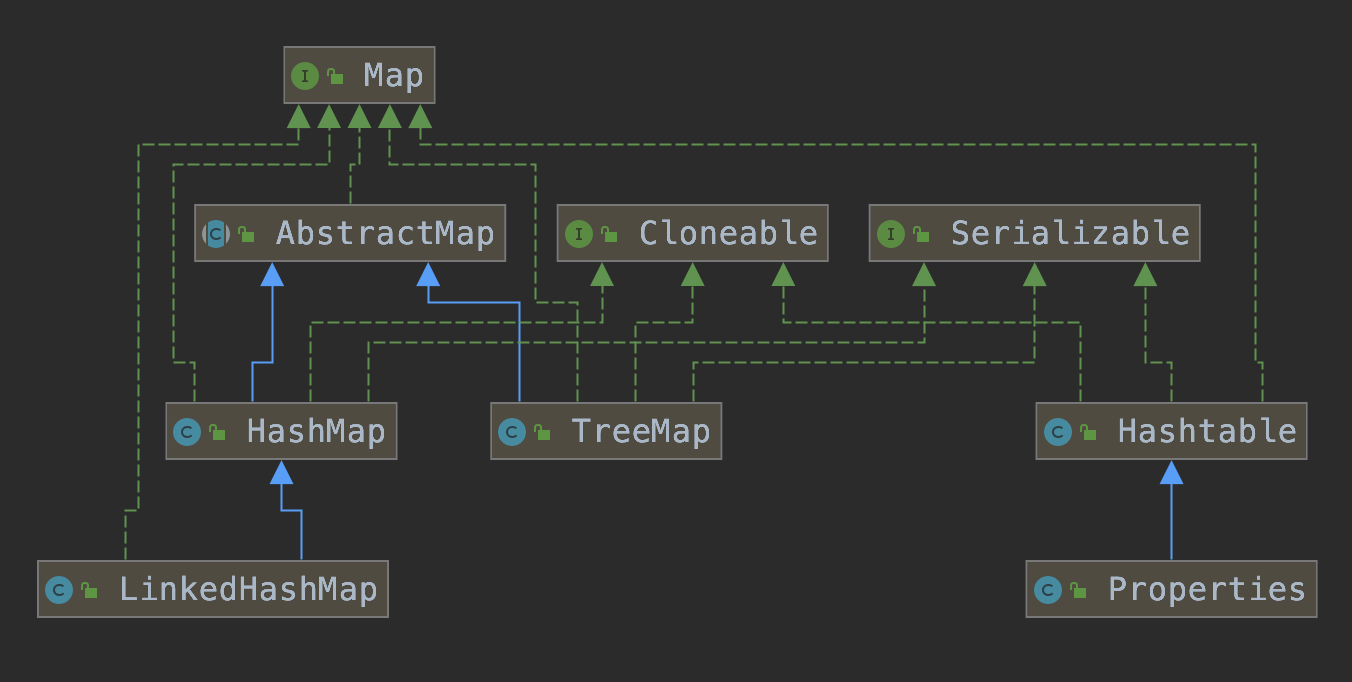 I Map
C AbstractMap
I Cloneable
I Serializable
C HashMap
C TreeMap
C Hashtable
C LinkedHashMap
C Properties